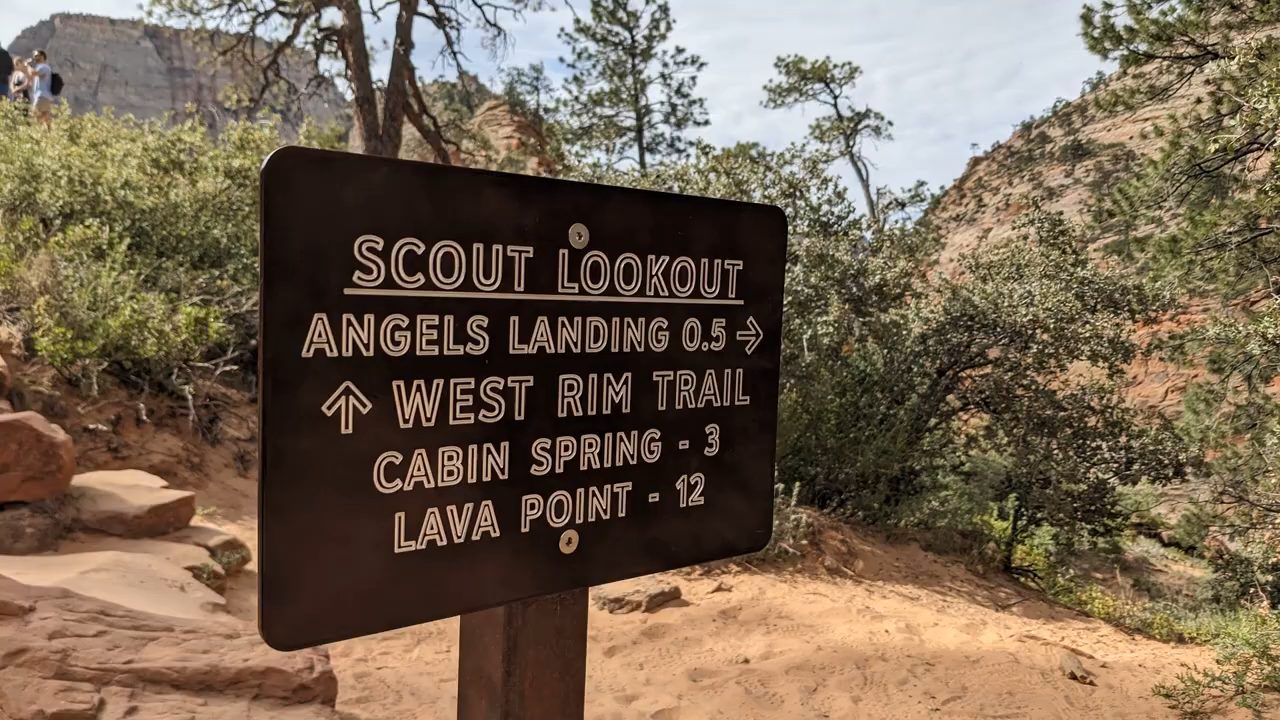 SCOUT LOOKOUT
ANGELS LANDING 0.5 →
↑ WEST RIM TRAIL
CABIN SPRING - 3
LAVA POINT - 12